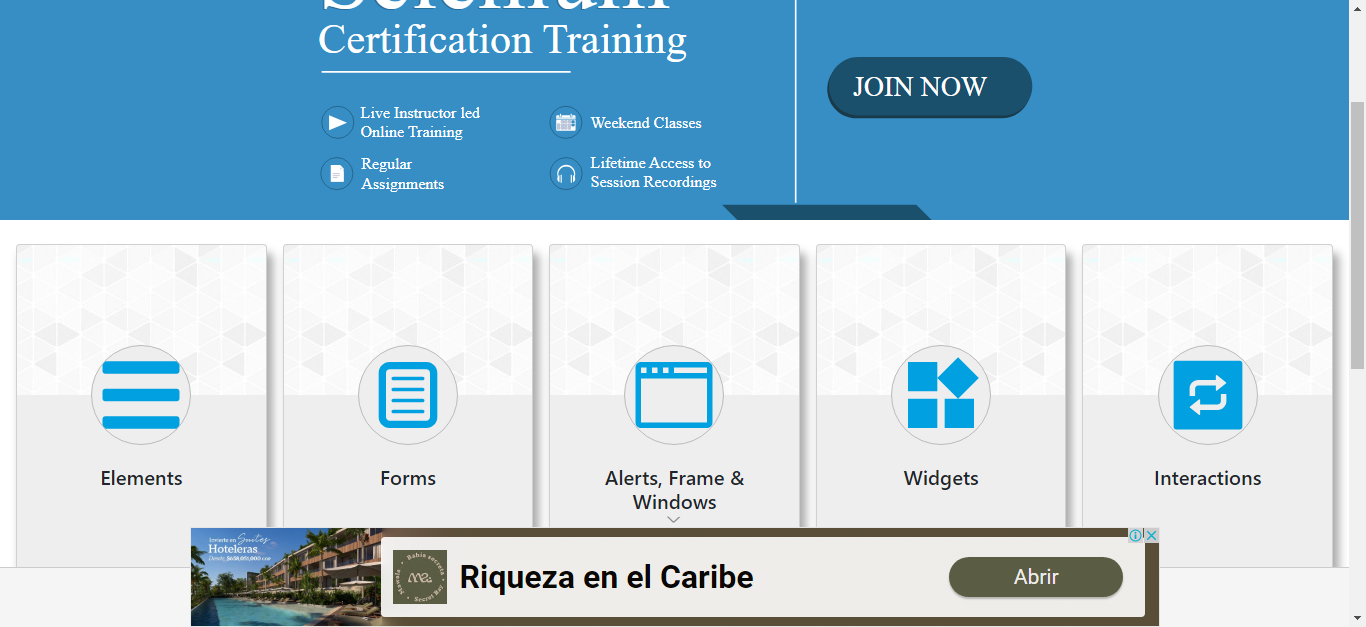 Selenium
Certification Training
JOIN NOW
Live Instructor led
Online Training
Weekend Classes
Regular
Assignments
Lifetime Access to
Session Recordings
Elements
Forms
Alerts, Frame &
Windows
Widgets
Interactions
Invierte en Suites
Hoteleras
Riqueza en el Caribe
Abrir